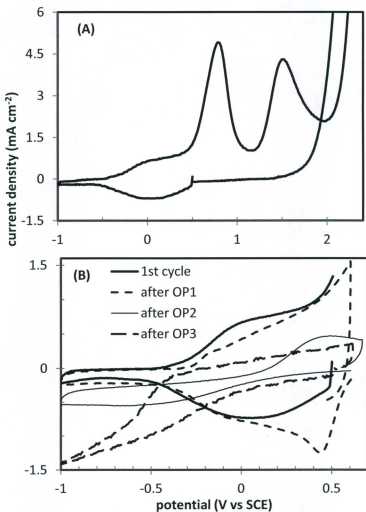 (A)
6
4.5
3
1.5
0
-1.5
-1
0
1
2
current density (mA cm⁻²)
(B)
1st cycle
after OP1
after OP2
after OP3
1.5
0
-1.5
-1
-0.5
0
0.5
potential (V vs SCE)